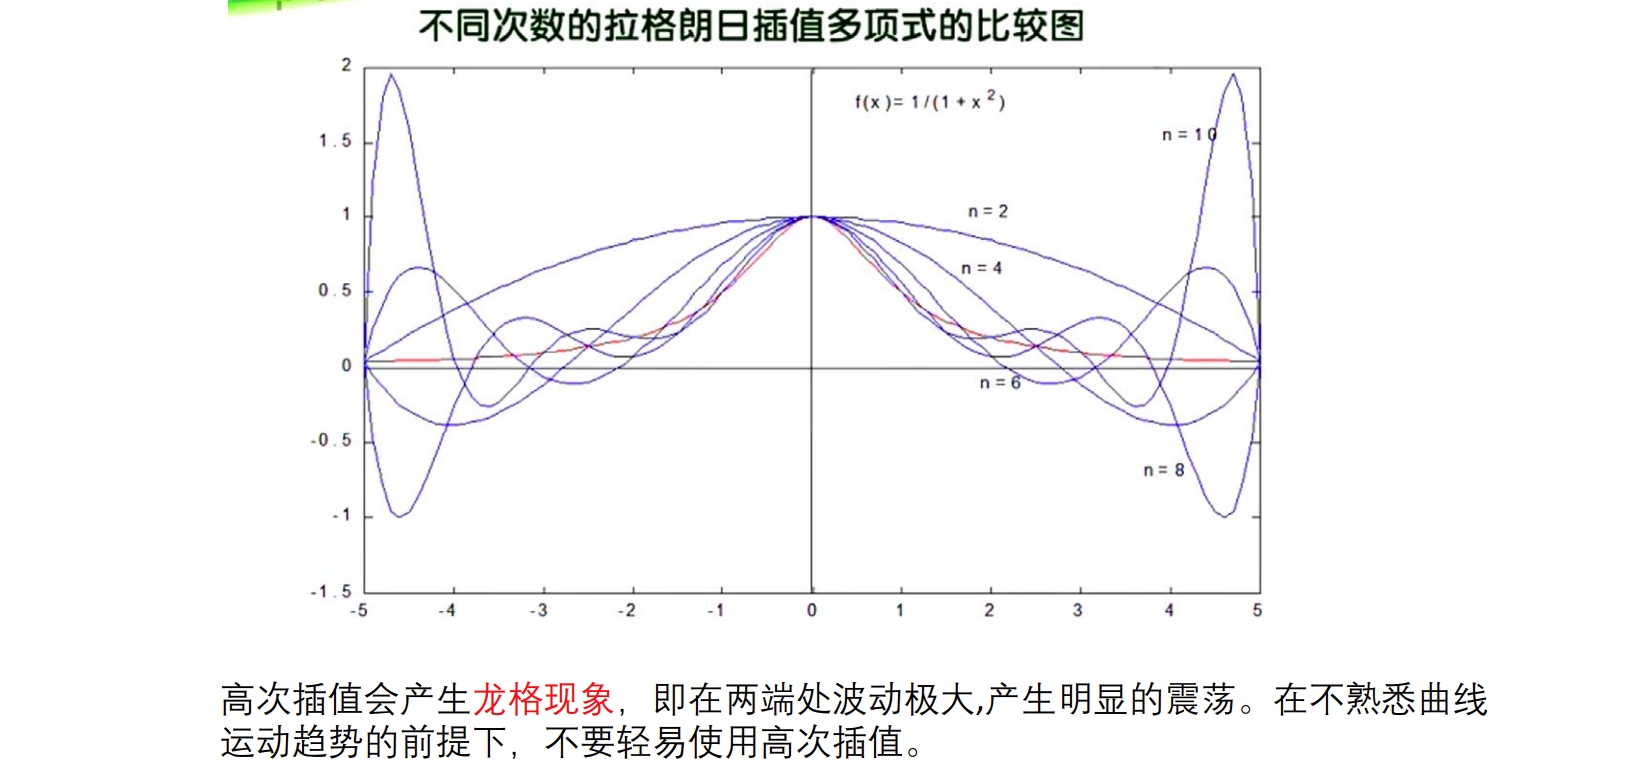 不同次数的拉格朗日插值多项式的比较图
2
f(x)=1/(1+x²)
1.5
n=10
1
n=2
n=4
0.5
0
n=6
-0.5
n=8
-1
-1.5
-5 -4 -3 -2 -1 0 1 2 3 4 5
高次插值会产生龙格现象，即在两端处波动极大,产生明显的震荡。在不熟悉曲线
运动趋势的前提下，不要轻易使用高次插值。